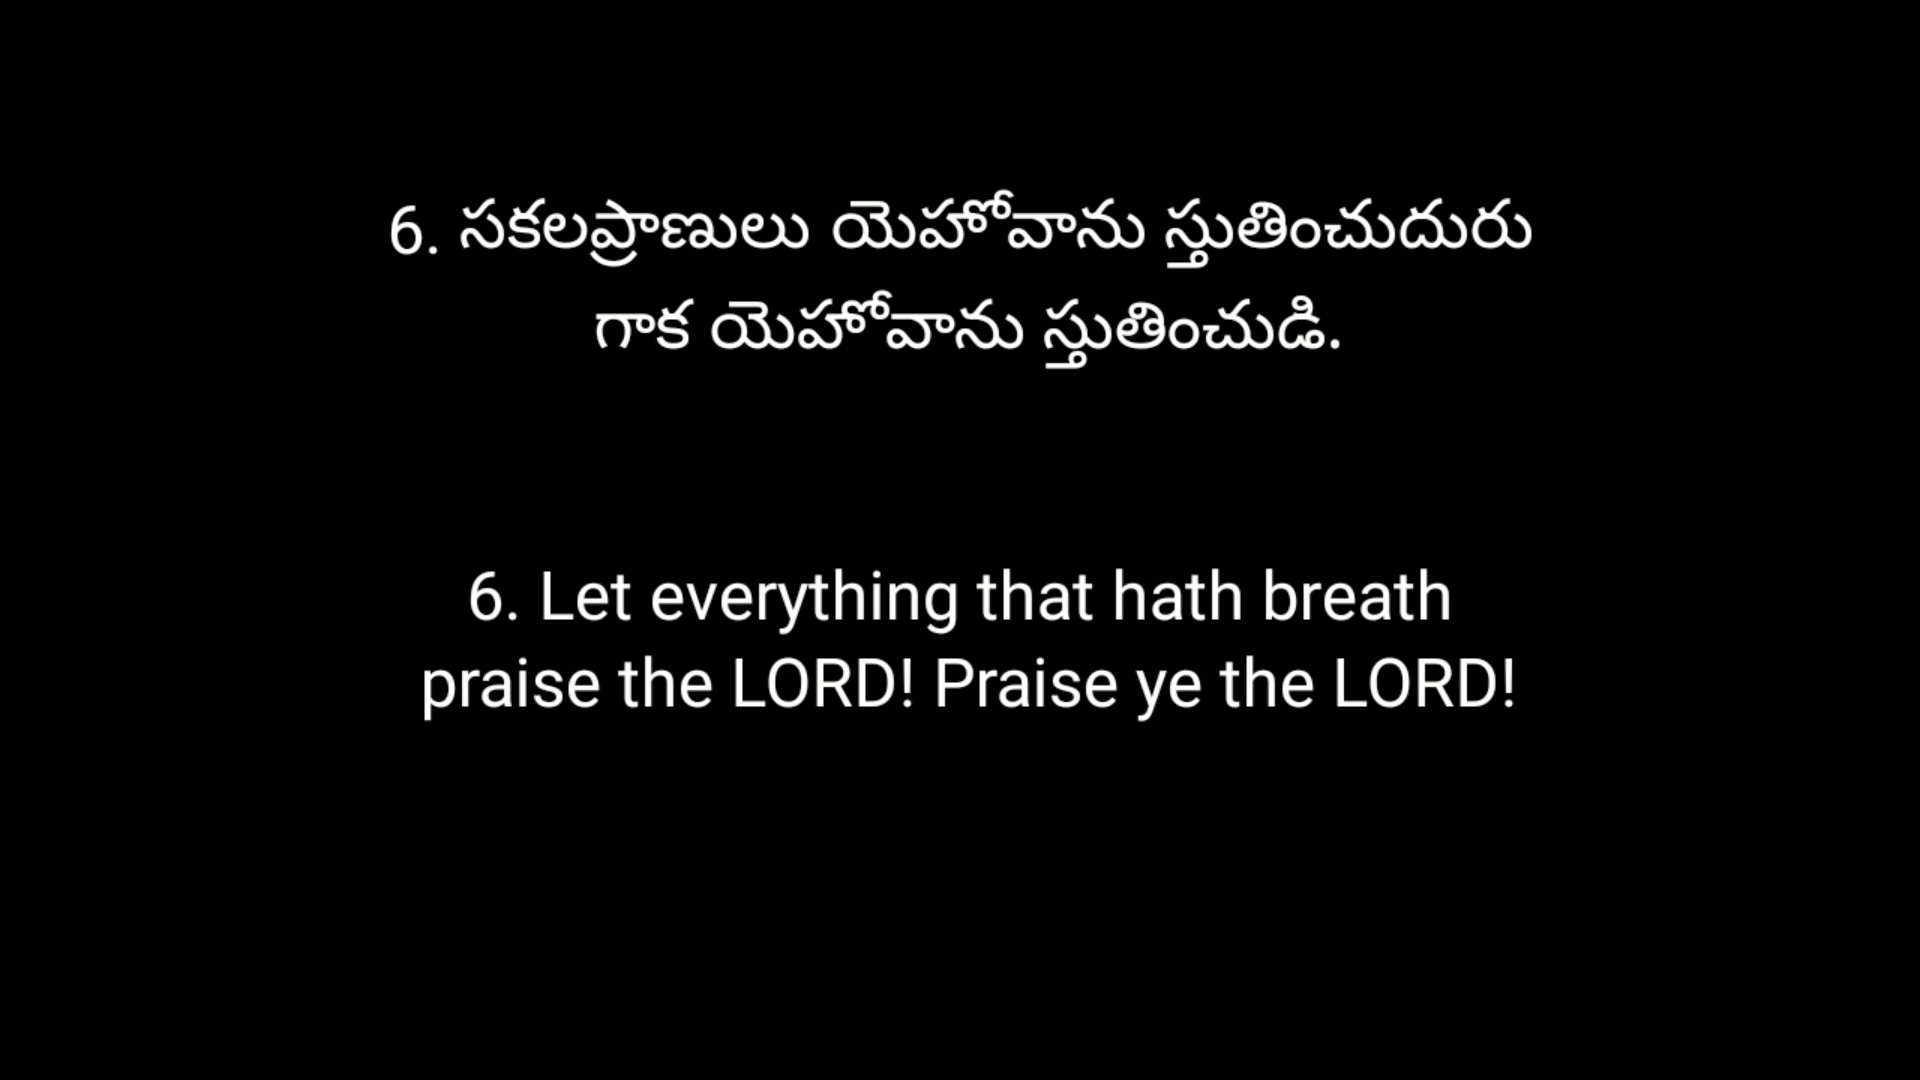 6. సకలప్రాణులు యెహోవాను స్తుతించుదురు
గాక యెహోవాను స్తుతించుడి.
6. Let everything that hath breath
praise the LORD! Praise ye the LORD!